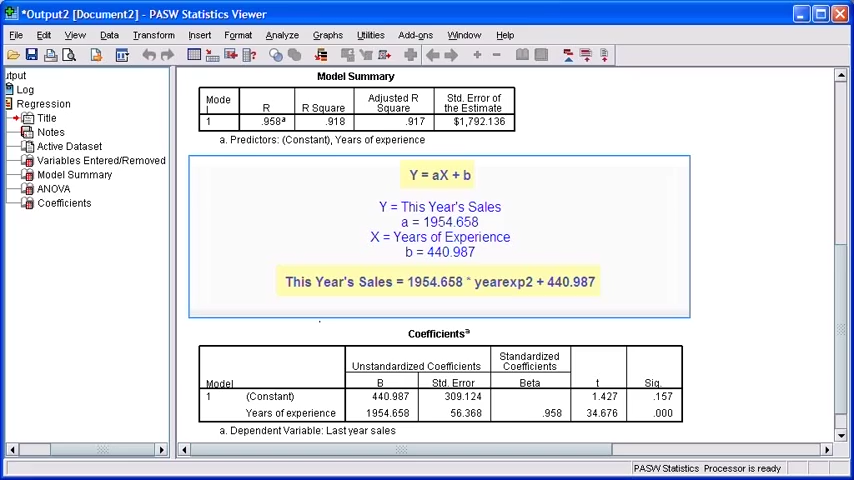 *Output2 [Document2] - PASW Statistics Viewer
File Edit View Data Transform Insert Format Analyze Graphs Utilities Add-ons Window Help
utput
Log
Regression
Title
Notes
Active Dataset
Variables Entered/Removed
Model Summary
ANOVA
Coefficients
Model Summary
Mode
l R R Square Adjusted R Square Std. Error of the Estimate
1 .958a .918 .917 $1,792.136
a. Predictors: (Constant), Years of experience
Y = aX + b
Y = This Year's Sales
a = 1954.658
X = Years of Experience
b = 440.987
This Year's Sales = 1954.658 * yearexp2 + 440.987
Coefficientsa
Unstandardized Coefficients Standardized Coefficients
Model B Std. Error Beta t Sig.
1 (Constant) 440.987 309.124 1.427 .157
Years of experience 1954.658 56.368 .958 34.676 .000
a. Dependent Variable: Last year sales
PASW Statistics Processor is ready